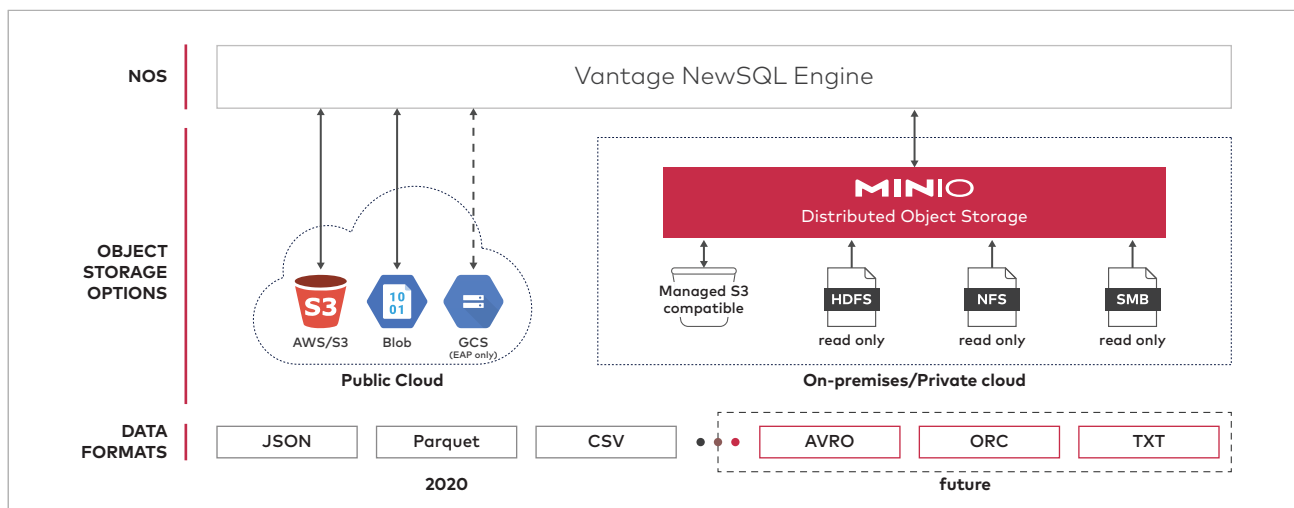 NOS
Vantage NewSQL Engine
OBJECT
STORAGE
OPTIONS
MINIO
Distributed Object Storage
S3
AWS/S3
10
01
Blob
GCS
(EAP only)
Public Cloud
Managed S3
compatible
HDFS
read only
NFS
read only
SMB
read only
On-premises/Private cloud
DATA
FORMATS
JSON
Parquet
CSV
AVRO
ORC
TXT
2020
future